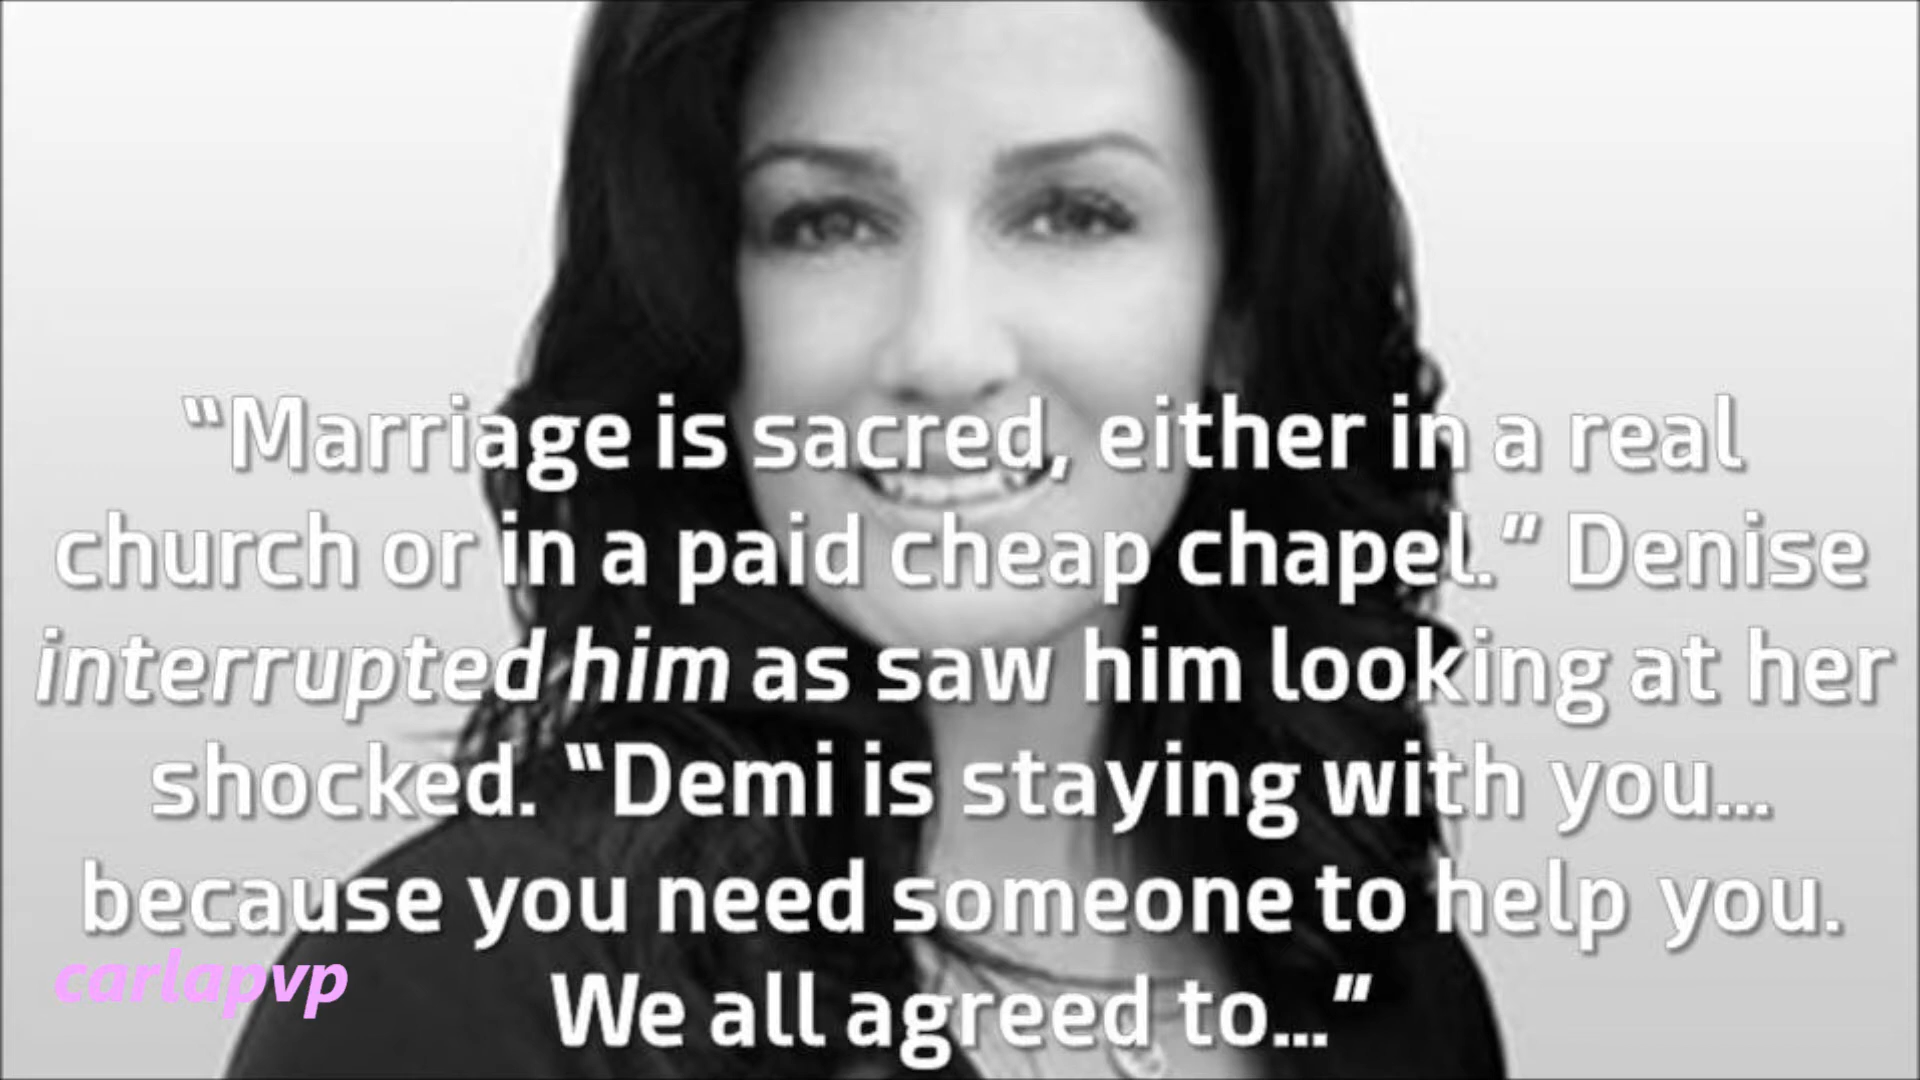 “Marriage is sacred, either in a real
church or in a paid cheap chapel.” Denise
interrupted him as saw him looking at her
shocked. “Demi is staying with you...
because you need someone to help you.
We all agreed to...”
carlapvp